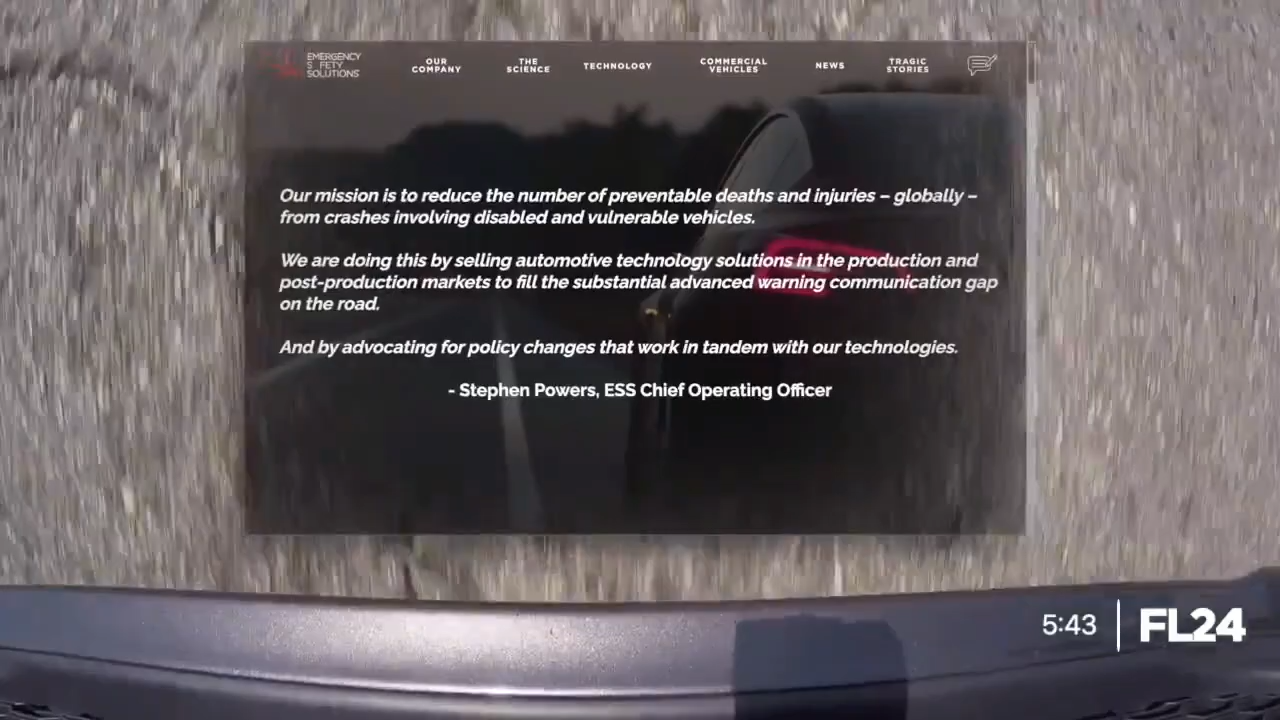 EMERGENCY
S FETY
SOLUTIONS
OUR
COMPANY
THE
SCIENCE
TECHNOLOGY
COMMERCIAL
VEHICLES
NEWS
TRAGIC
STORIES
Our mission is to reduce the number of preventable deaths and injuries – globally –
from crashes involving disabled and vulnerable vehicles.
We are doing this by selling automotive technology solutions in the production and
post-production markets to fill the substantial advanced warning communication gap
on the road.
And by advocating for policy changes that work in tandem with our technologies.
- Stephen Powers, ESS Chief Operating Officer
5:43
FL24